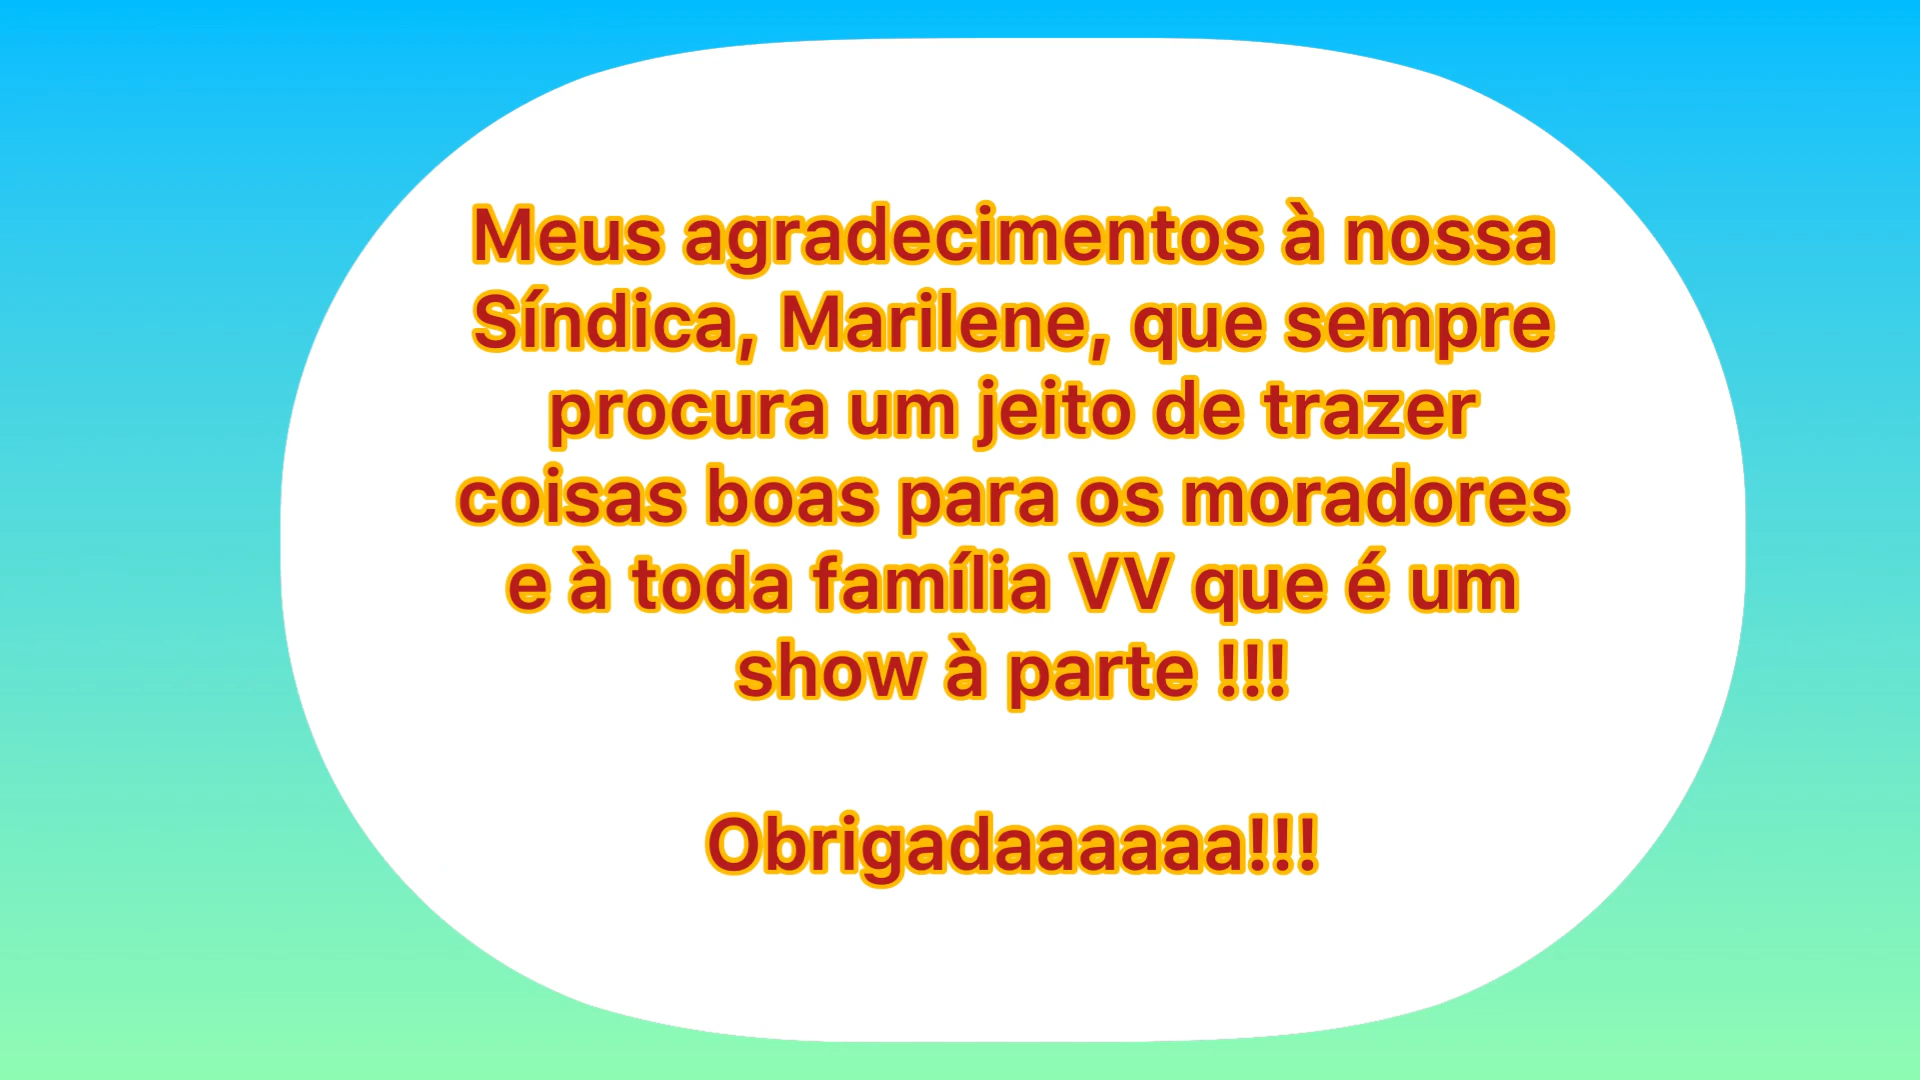 Meus agradecimentos à nossa
Síndica, Marilene, que sempre
procura um jeito de trazer
coisas boas para os moradores
e à toda família VV que é um
show à parte !!!
Obrigadaaaaaa!!!